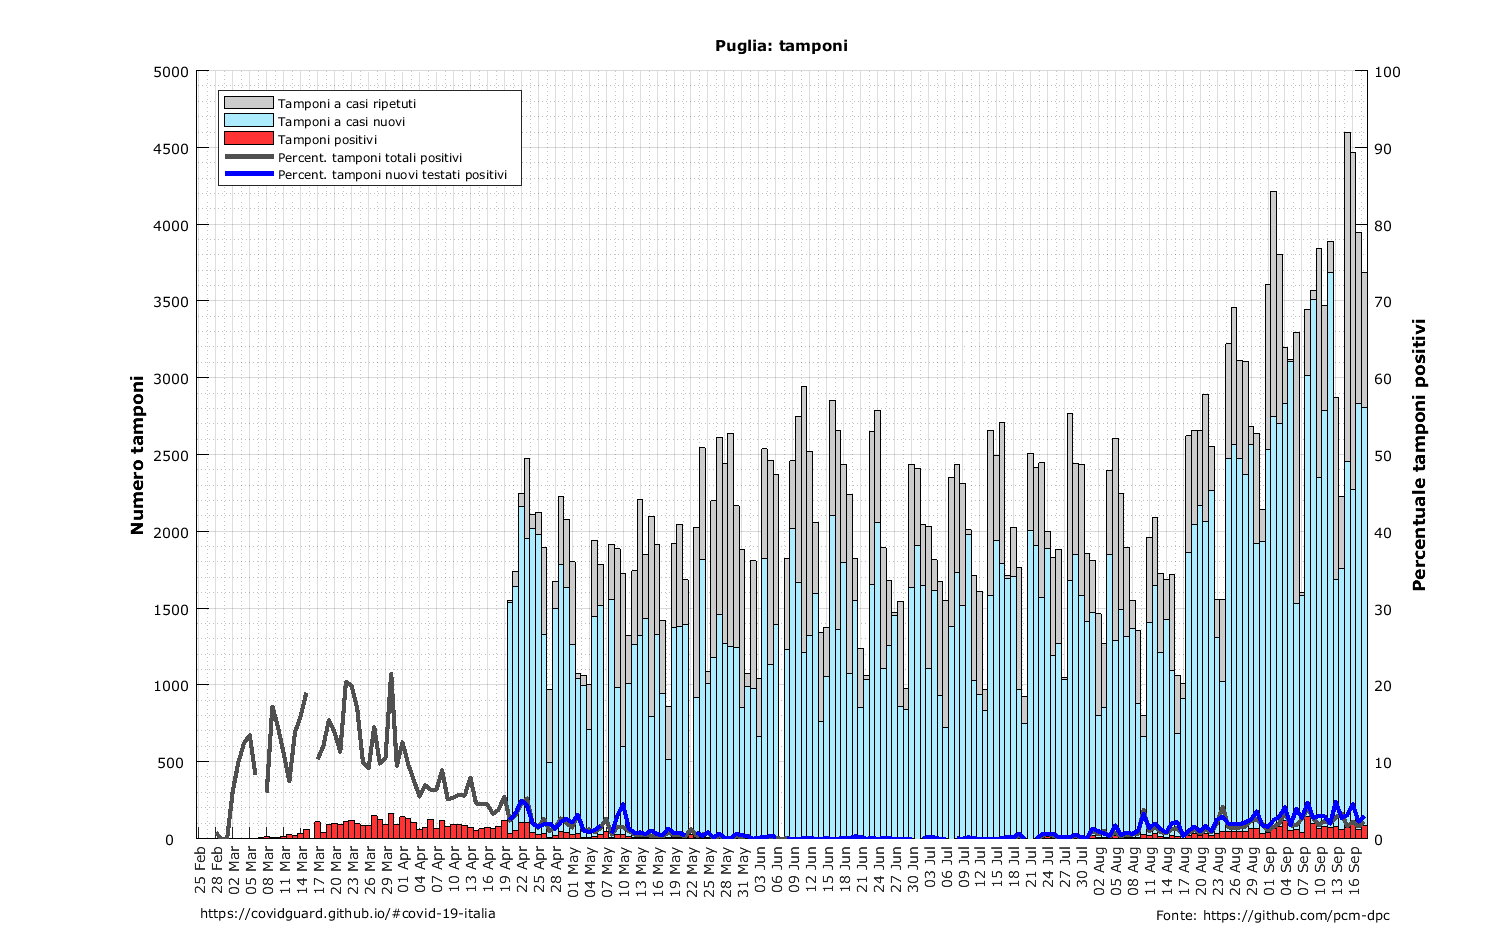 Puglia: tamponi
Tamponi a casi ripetuti
Tamponi a casi nuovi
Tamponi positivi
Percent. tamponi totali positivi
Percent. tamponi nuovi testati positivi
Numero tamponi
5000
4500
4000
3500
3000
2500
2000
1500
1000
500
0
Percentuale tamponi positivi
100
90
80
70
60
50
40
30
20
10
0
25 Feb
28 Feb
02 Mar
05 Mar
08 Mar
11 Mar
14 Mar
17 Mar
20 Mar
23 Mar
26 Mar
29 Mar
01 Apr
04 Apr
07 Apr
10 Apr
13 Apr
16 Apr
19 Apr
22 Apr
25 Apr
28 Apr
01 May
04 May
07 May
10 May
13 May
16 May
19 May
22 May
25 May
28 May
31 May
03 Jun
06 Jun
09 Jun
12 Jun
15 Jun
18 Jun
21 Jun
24 Jun
27 Jun
30 Jun
03 Jul
06 Jul
09 Jul
12 Jul
15 Jul
18 Jul
21 Jul
24 Jul
27 Jul
30 Jul
02 Aug
05 Aug
08 Aug
11 Aug
14 Aug
17 Aug
20 Aug
23 Aug
26 Aug
29 Aug
01 Sep
04 Sep
07 Sep
10 Sep
13 Sep
16 Sep
https://covidguard.github.io/#covid-19-italia
Fonte: https://github.com/pcm-dpc